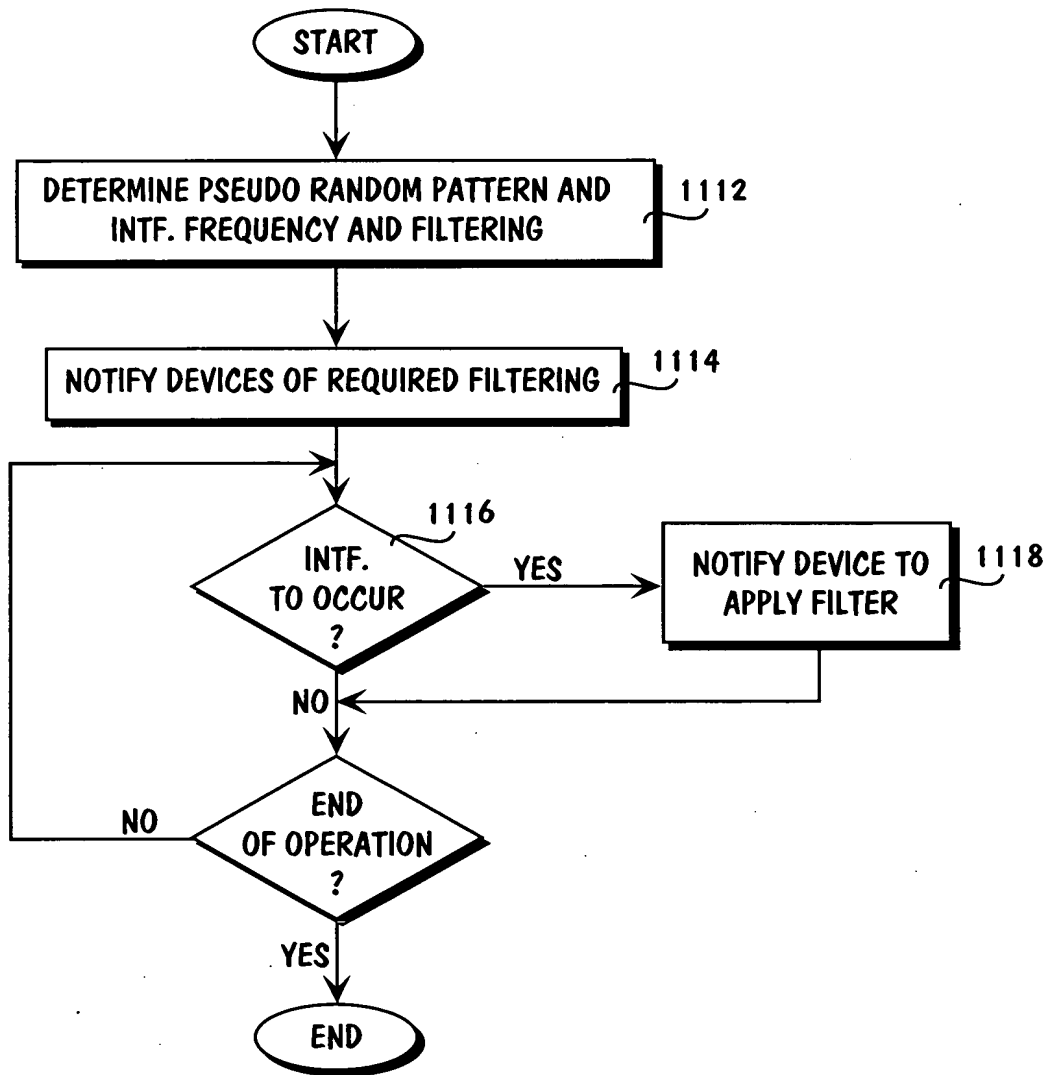 START
DETERMINE PSEUDO RANDOM PATTERN AND
INTF. FREQUENCY AND FILTERING
1112
NOTIFY DEVICES OF REQUIRED FILTERING
1114
1116
INTF.
TO OCCUR
?
YES
NOTIFY DEVICE TO
APPLY FILTER
1118
NO
END
OF OPERATION
?
NO
YES
END